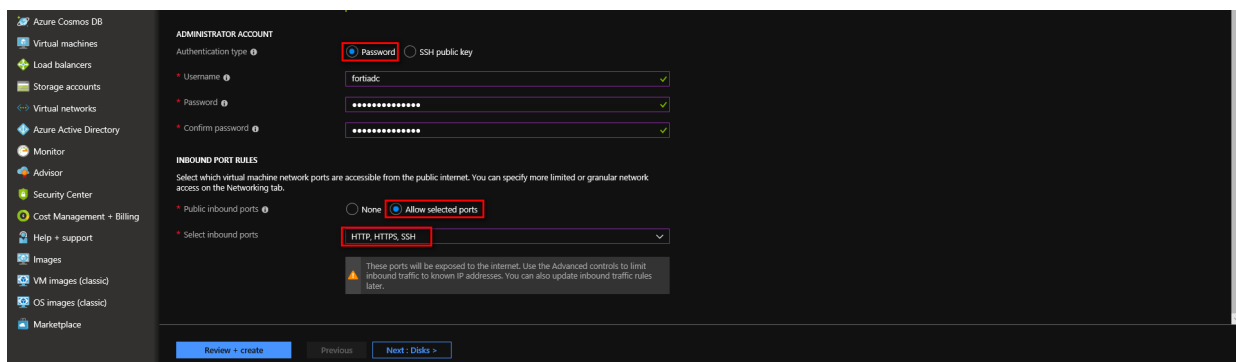 Azure Cosmos DB
Virtual machines
Load balancers
Storage accounts
Virtual networks
Azure Active Directory
Monitor
Advisor
Security Center
Cost Management + Billing
Help + support
Images
VM images (classic)
OS images (classic)
Marketplace
ADMINISTRATOR ACCOUNT
Authentication type
Password
SSH public key
* Username
fortiadc
* Password
••••••••••••••
* Confirm password
••••••••••••••
INBOUND PORT RULES
Select which virtual machine network ports are accessible from the public internet. You can specify more limited or granular network
access on the Networking tab.
* Public inbound ports
None
Allow selected ports
* Select inbound ports
HTTP, HTTPS, SSH
These ports will be exposed to the internet. Use the Advanced controls to limit
inbound traffic to known IP addresses. You can also update inbound traffic rules
later.
Review + create
Previous
Next : Disks >